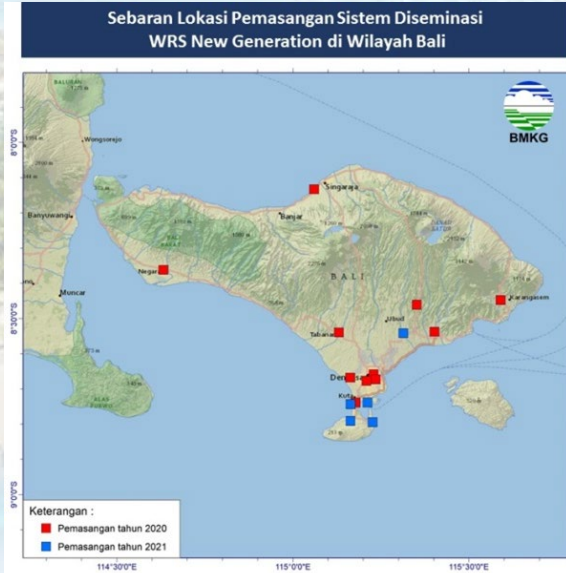 Sebaran Lokasi Pemasangan Sistem Diseminasi
WRS New Generation di Wilayah Bali
BMKG
Wongsorejo
Singaraja
Banyuwangi
Banjar
BALI
Negara
Muncar
Karangasem
Ubud
Tabanan
Kuta
8°0'0"S
8°30'0"S
9°0'0"S
Keterangan :
Pemasangan tahun 2020
Pemasangan tahun 2021
114°30'0"E
115°0'0"E
115°30'0"E